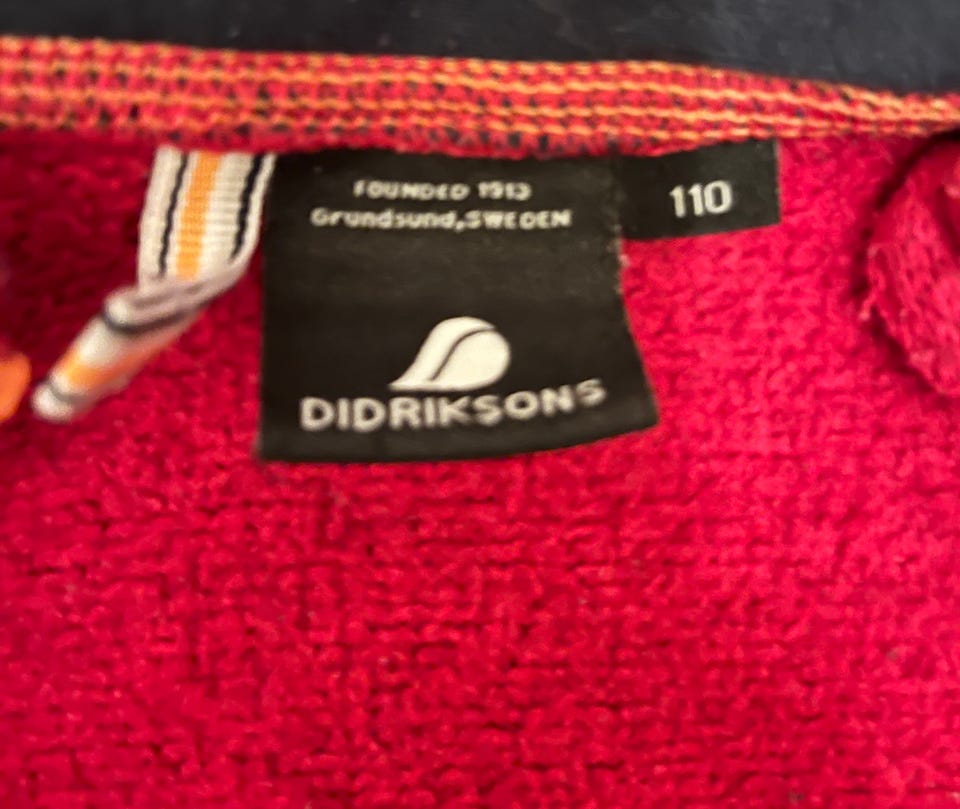 FOUNDED 1913
Grundsund, SWEDEN
110
DIDRIKSONS